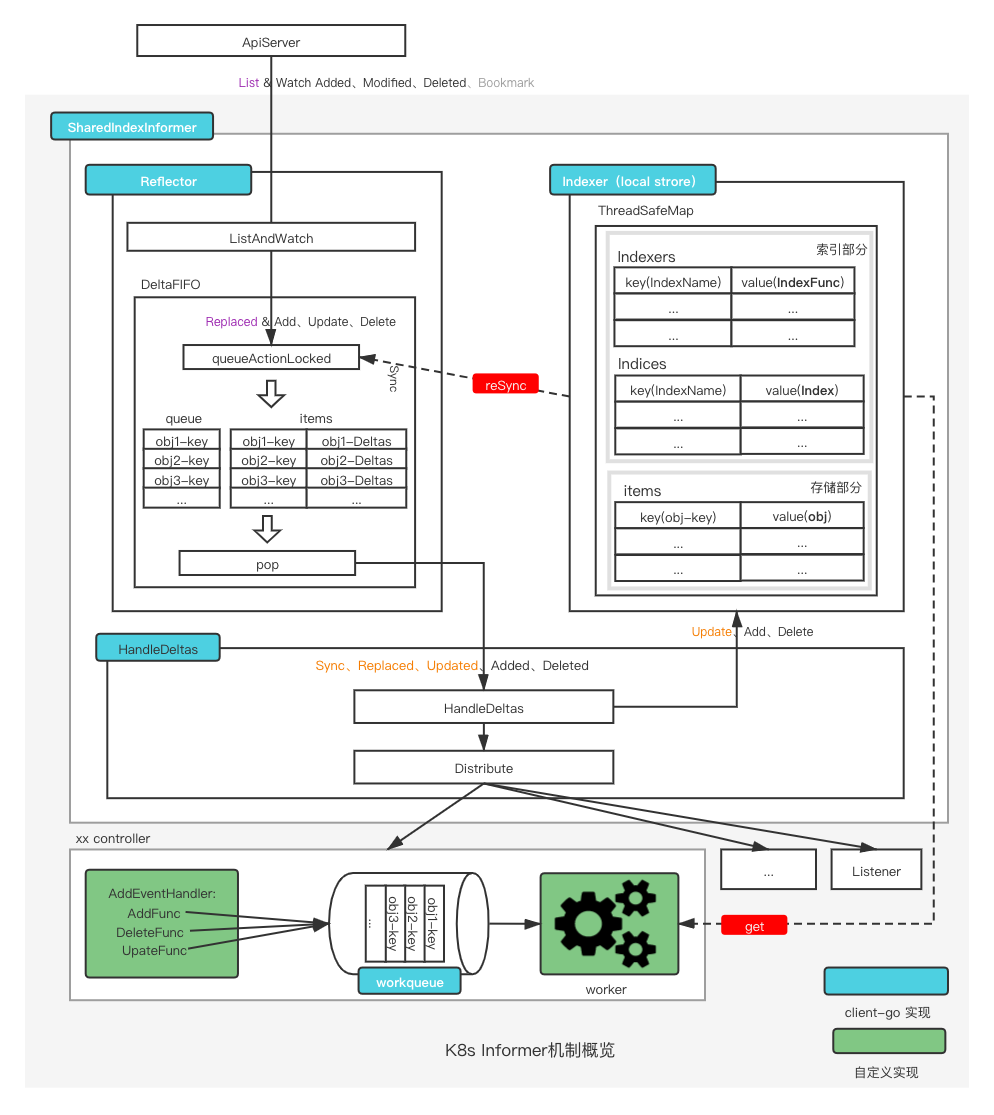 ApiServer
List & Watch Added、Modified、Deleted、Bookmark
SharedIndexInformer
Reflector
ListAndWatch
DeltaFIFO
Replaced & Add、Update、Delete
queueActionLocked
Sync
reSync
queue
items
obj1-key
obj1-key
obj1-Deltas
obj2-key
obj2-key
obj2-Deltas
obj3-key
obj3-key
obj3-Deltas
...
...
...
pop
Indexer（local strore）
ThreadSafeMap
索引部分
Indexers
key(IndexName)
value(IndexFunc)
...
...
...
...
Indices
key(IndexName)
value(Index)
...
...
...
...
存储部分
items
key(obj-key)
value(obj)
...
...
...
...
Update、Add、Delete
HandleDeltas
Sync、Replaced、Updated、Added、Deleted
HandleDeltas
Distribute
xx controller
...
Listener
AddEventHandler:
AddFunc
DeleteFunc
UpateFunc
...
obj3-key
obj2-key
obj1-key
workqueue
worker
get
client-go 实现
自定义实现
K8s Informer机制概览